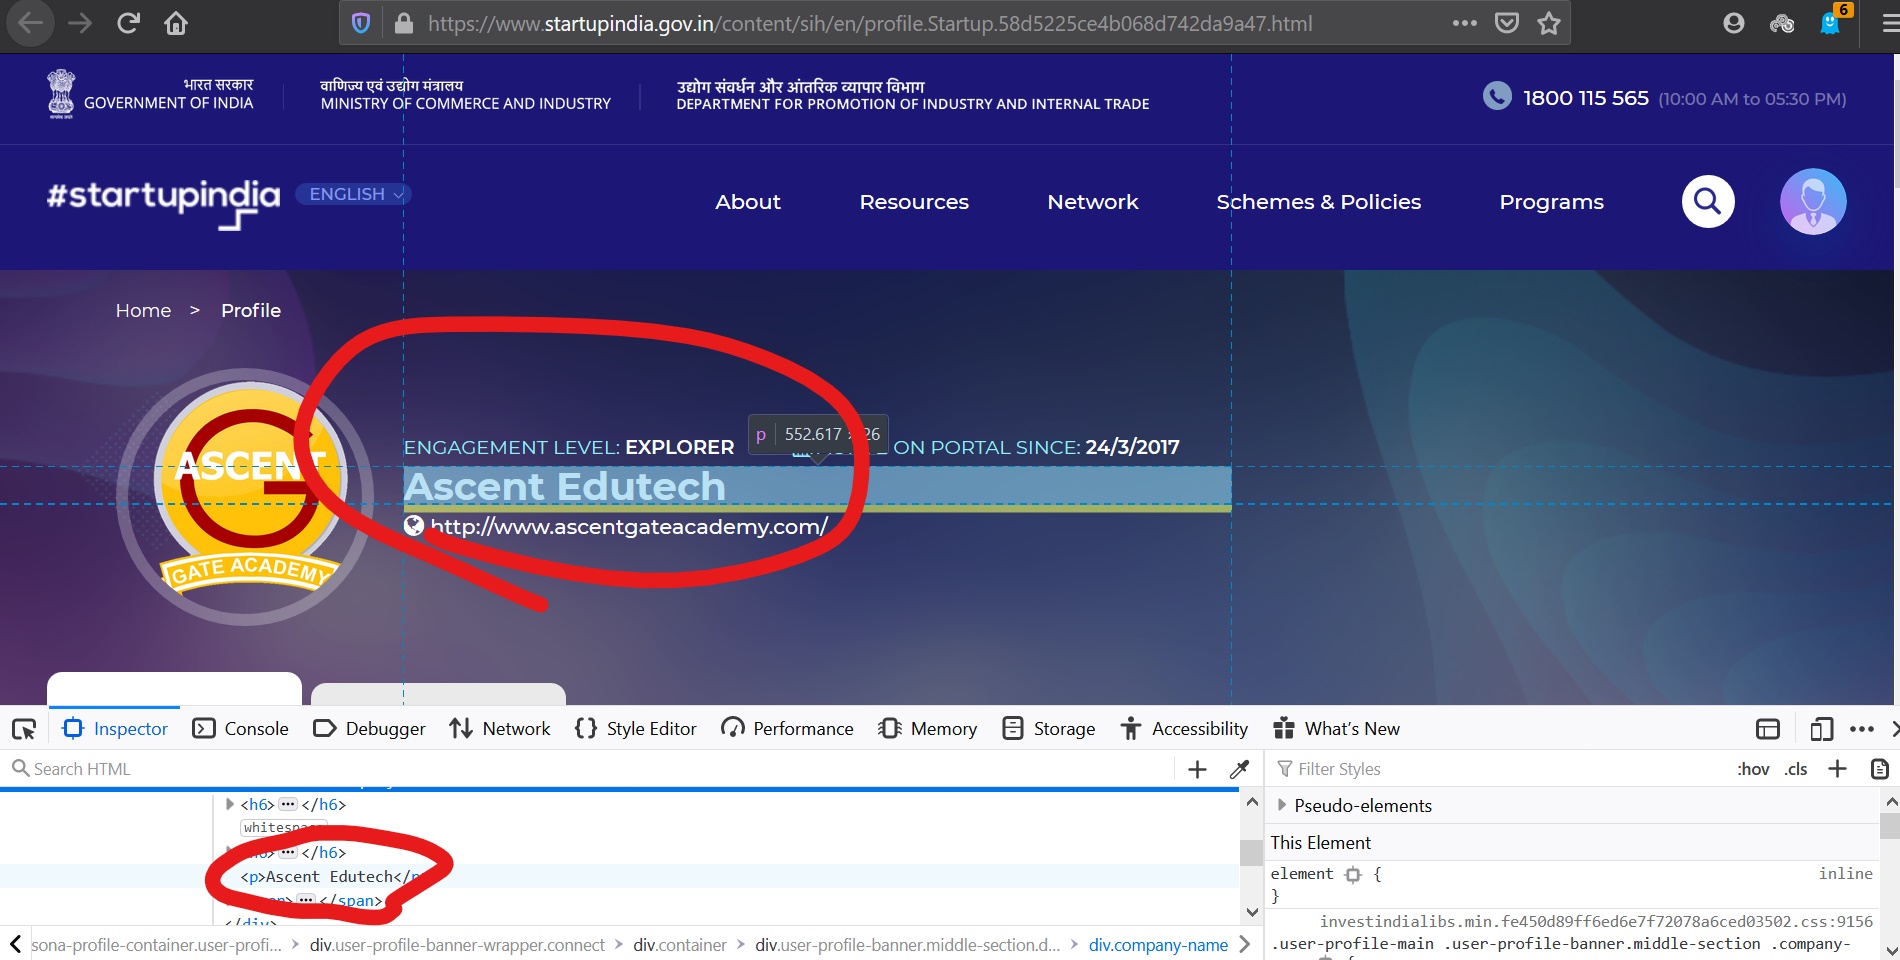 https://www.startupindia.gov.in/content/sih/en/profile.Startup.58d5225ce4b068d742da9a47.html
6
भारत सरकार
GOVERNMENT OF INDIA
वाणिज्य एवं उद्योग मंत्रालय
MINISTRY OF COMMERCE AND INDUSTRY
उद्योग संवर्धन और आंतरिक व्यापार विभाग
DEPARTMENT FOR PROMOTION OF INDUSTRY AND INTERNAL TRADE
1800 115 565 (10:00 AM to 05:30 PM)
#startupindia
ENGLISH
About Resources Network Schemes & Policies Programs
Home > Profile
ASCENT
GATE ACADEMY
p 552.617 × 26
ENGAGEMENT LEVEL: EXPLORER ON PORTAL SINCE: 24/3/2017
Ascent Edutech
http://www.ascentgateacademy.com/
Inspector Console Debugger Network Style Editor Performance Memory Storage Accessibility What's New
Search HTML
Filter Styles :hov .cls
<h6> </h6>
whitespace
</h6>
<p>Ascent Edutech</p
</span>
</div>
Pseudo-elements
This Element
element { inline
}
investindialibs.min.fe450d89ff6ed6e7f72078a6ced03502.css:9156
.user-profile-main .user-profile-banner.middle-section .company-
sona-profile-container.user-profi... > div.user-profile-banner-wrapper.connect > div.container > div.user-profile-banner.middle-section.d... > div.company-name